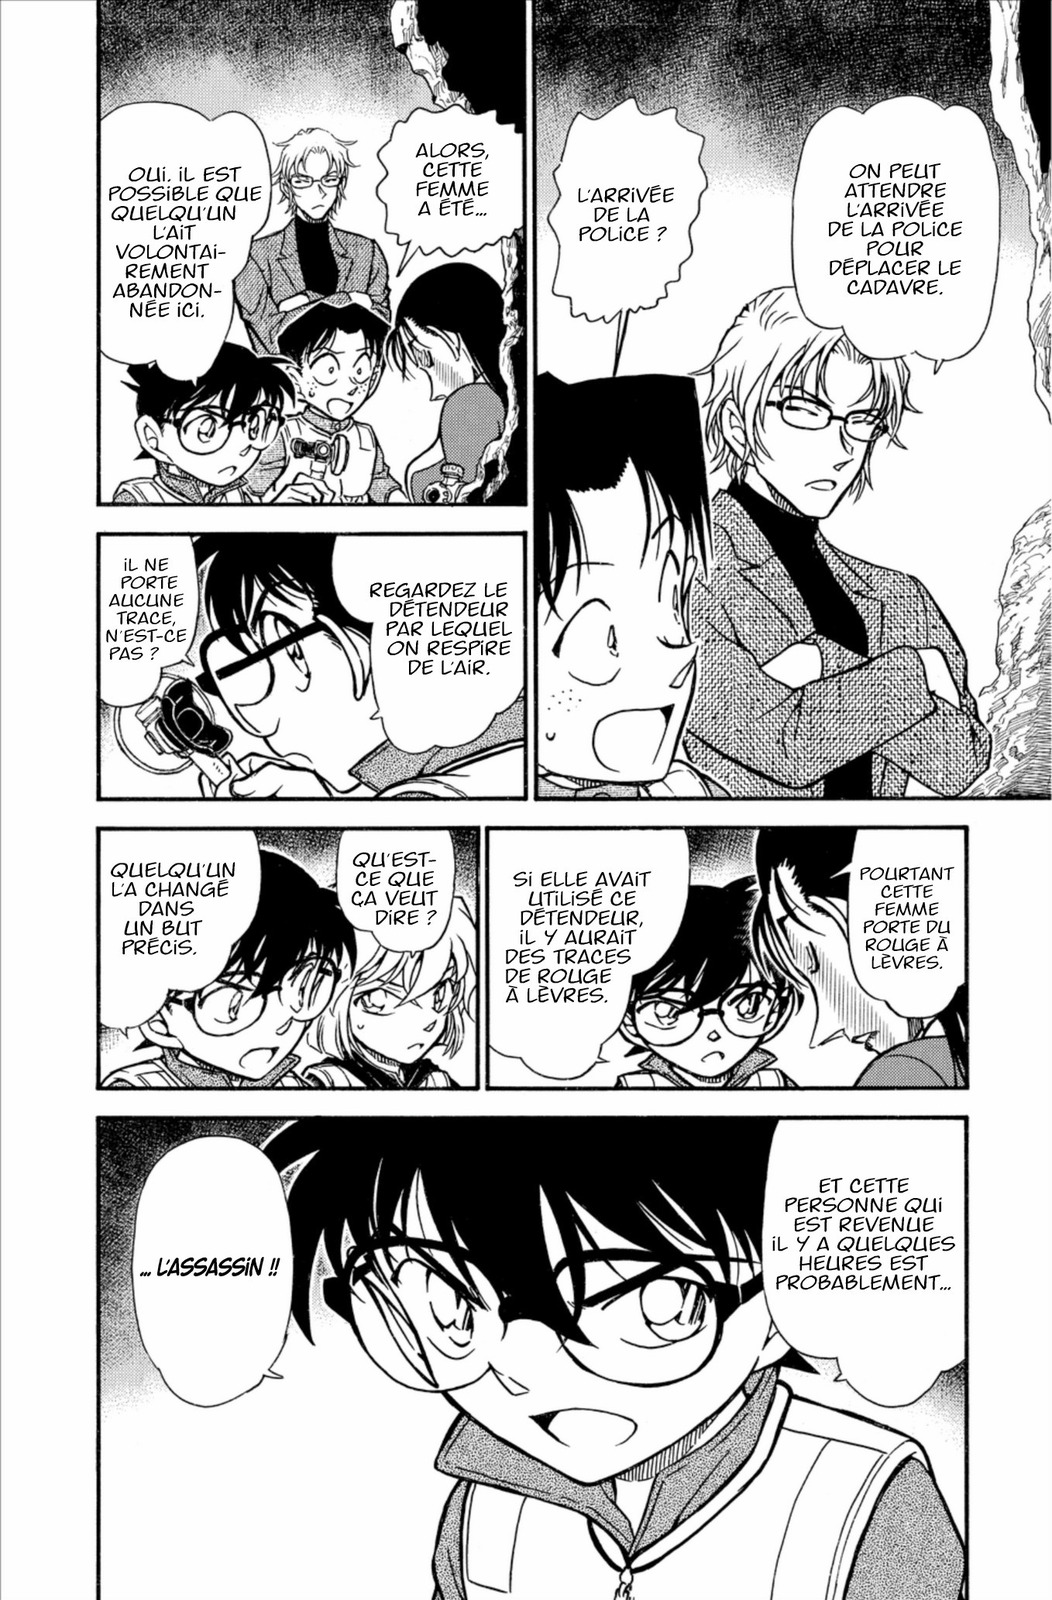 ON PEUT
ATTENDRE
L'ARRIVÉE
DE LA POLICE
POUR
DÉPLACER LE
CADAVRE.
L'ARRIVÉE
DE LA
POLICE ?
ALORS,
CETTE
FEMME
A ÉTÉ...
OUI. IL EST
POSSIBLE QUE
QUELQU'UN
L'AIT
VOLONTAI-
REMENT
ABANDON-
NÉE ICI.
REGARDEZ LE
DÉTENDEUR
PAR LEQUEL
ON RESPIRE
DE L'AIR.
IL NE
PORTE
AUCUNE
TRACE,
N'EST-CE
PAS ?
POURTANT
CETTE
FEMME
PORTE DU
ROUGE À
LÈVRES.
SI ELLE AVAIT
UTILISÉ CE
DÉTENDEUR,
IL Y AURAIT
DES TRACES
DE ROUGE
À LÈVRES.
QU'EST-
CE QUE
ÇA VEUT
DIRE ?
QUELQU'UN
L'A CHANGÉ
DANS
UN BUT
PRÉCIS.
ET CETTE
PERSONNE QUI
EST REVENUE
IL Y A QUELQUES
HEURES EST
PROBABLEMENT...
... L'ASSASSIN !!